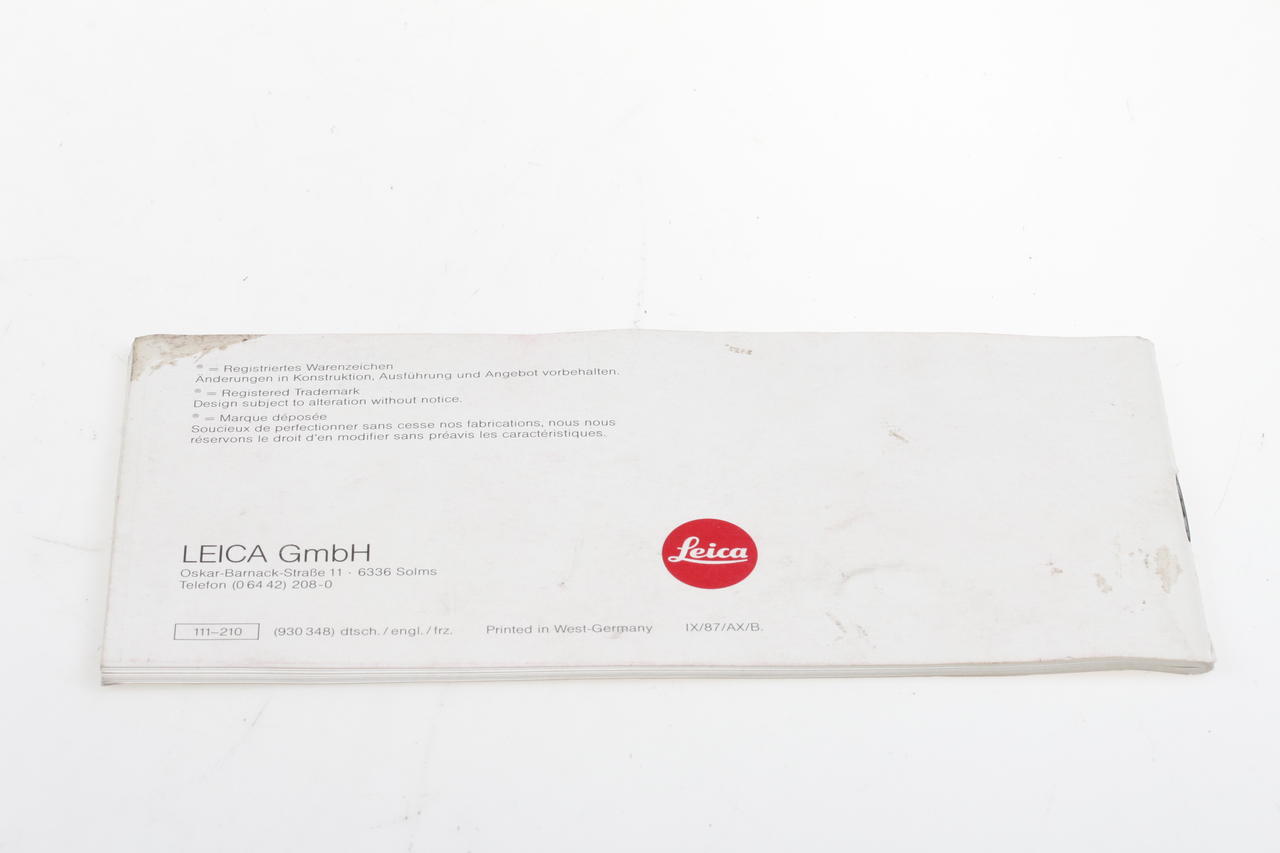 ® = Registriertes Warenzeichen
Änderungen in Konstruktion, Ausführung und Angebot vorbehalten.
® = Registered Trademark
Design subject to alteration without notice.
® = Marque déposée
Soucieux de perfectionner sans cesse nos fabrications, nous nous
réservons le droit d'en modifier sans préavis les caractéristiques.
LEICA GmbH
Oskar-Barnack-Straße 11 · 6336 Solms
Telefon (0 64 42) 208-0
Leica
111–210 (930 348) dtsch. / engl. / frz. Printed in West-Germany IX/87/AX/B.